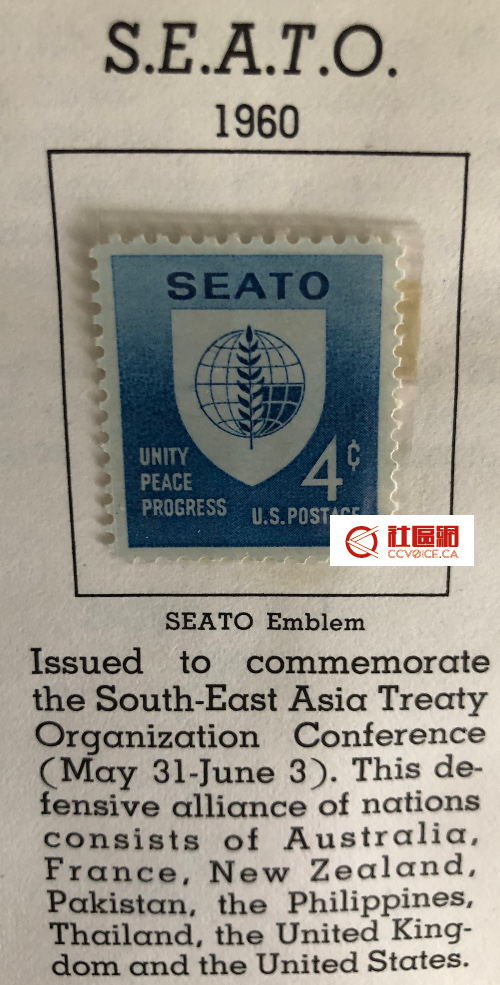 S.E.A.T.O.
1960
SEATO
UNITY
PEACE
PROGRESS
4¢
U.S. POSTAGE
社區網
CCVOICE.CA
SEATO Emblem
Issued to commemorate
the South-East Asia Treaty
Organization Conference
(May 31-June 3). This de-
fensive alliance of nations
consists of Australia,
France, New Zealand,
Pakistan, the Philippines,
Thailand, the United King-
dom and the United States.